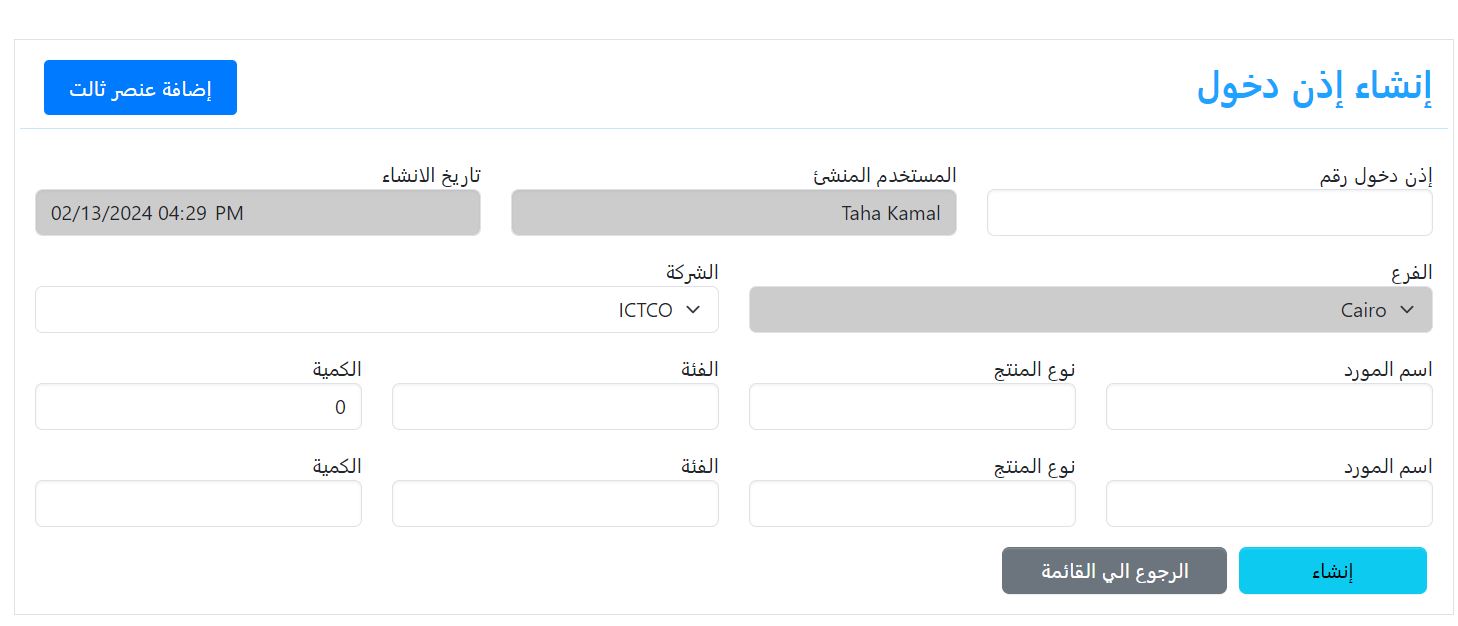 إنشاء إذن دخول
إضافة عنصر ثالت
إذن دخول رقم
المستخدم المنشئ
تاريخ الانشاء
Taha Kamal
02/13/2024 04:29 PM
الفرع
الشركة
Cairo
ICTCO
اسم المورد
نوع المنتج
الفئة
الكمية
0
اسم المورد
نوع المنتج
الفئة
الكمية
إنشاء
الرجوع الي القائمة